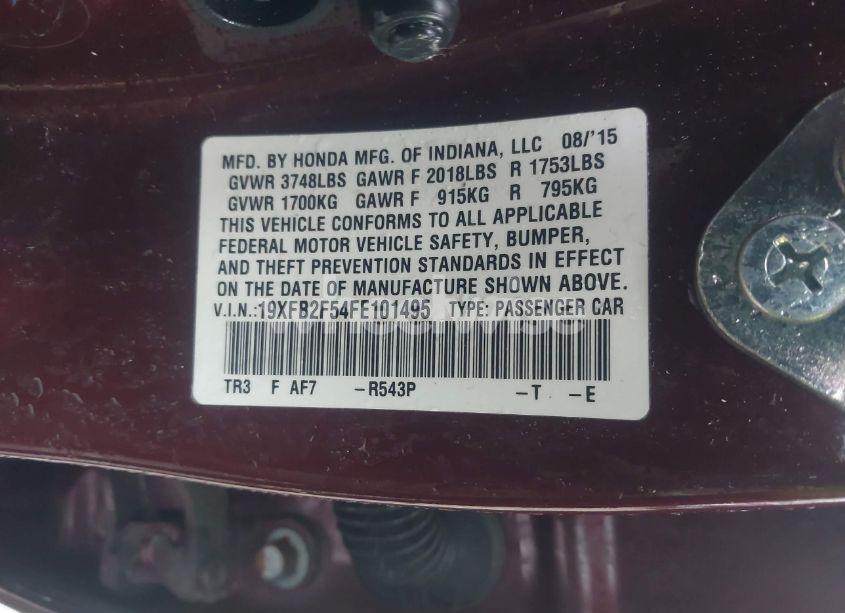 MFD. BY HONDA MFG. OF INDIANA, LLC 08/'15
GVWR 3748LBS GAWR F 2018LBS R 1753LBS
GVWR 1700KG GAWR F 915KG R 795KG
THIS VEHICLE CONFORMS TO ALL APPLICABLE
FEDERAL MOTOR VEHICLE SAFETY, BUMPER,
AND THEFT PREVENTION STANDARDS IN EFFECT
ON THE DATE OF MANUFACTURE SHOWN ABOVE.
V.I.N.:19XFB2F54FE101495 TYPE: PASSENGER CAR
TR3 F AF7 -R543P -T -E